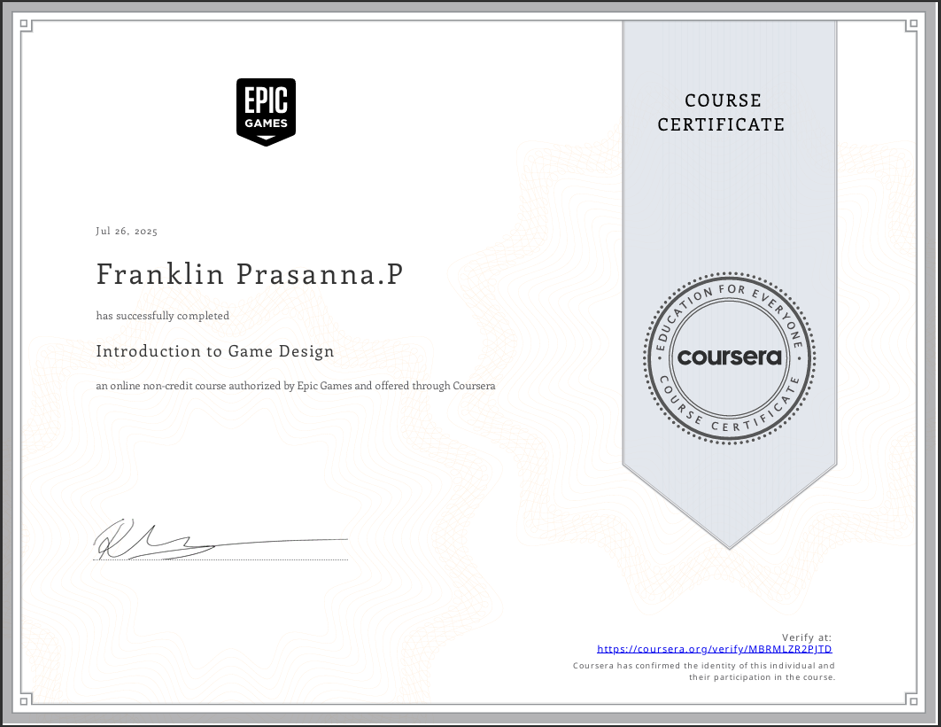 EPIC
GAMES
COURSE
CERTIFICATE
Jul 26, 2025
Franklin Prasanna.P
has successfully completed
Introduction to Game Design
an online non-credit course authorized by Epic Games and offered through Coursera
EDUCATION FOR EVERYONE
coursera
COURSE CERTIFICATE
Verify at:
https://coursera.org/verify/MBRMLZR2PJTD
Coursera has confirmed the identity of this individual and
their participation in the course.